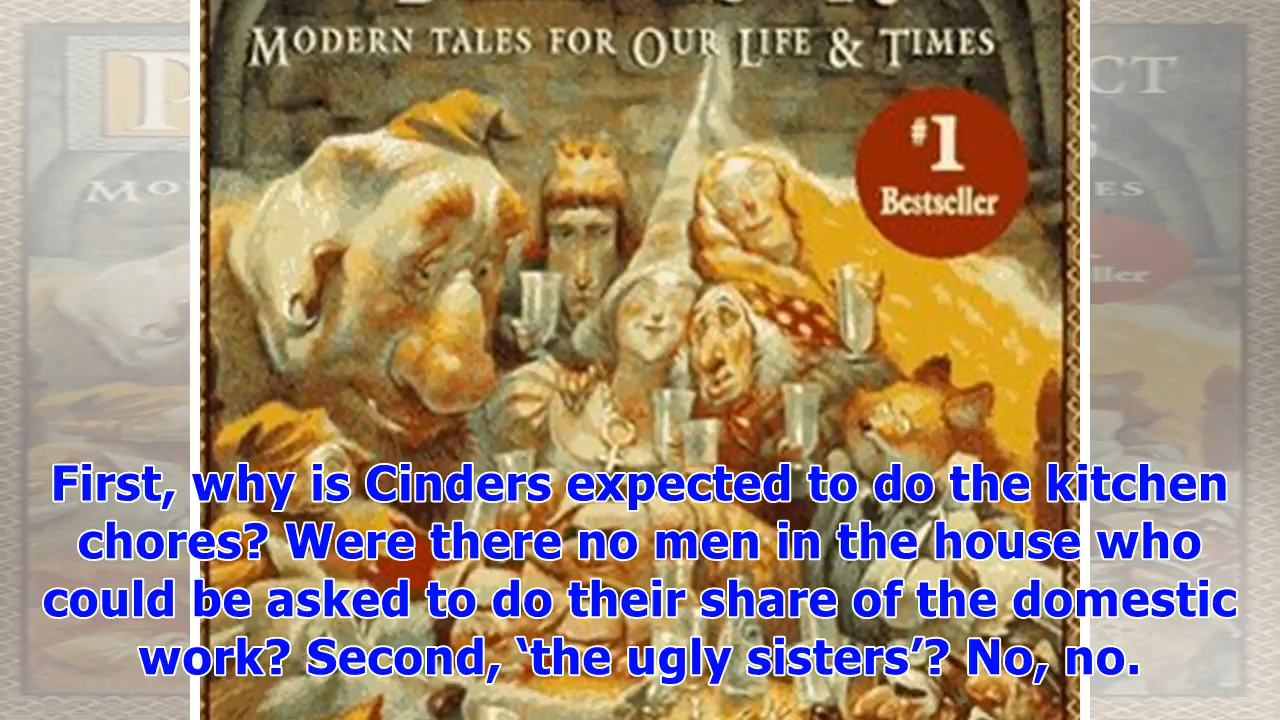 MODERN TALES FOR OUR LIFE & TIMES
#1
Bestseller
First, why is Cinders expected to do the kitchen
chores? Were there no men in the house who
could be asked to do their share of the domestic
work? Second, ‘the ugly sisters’? No, no.